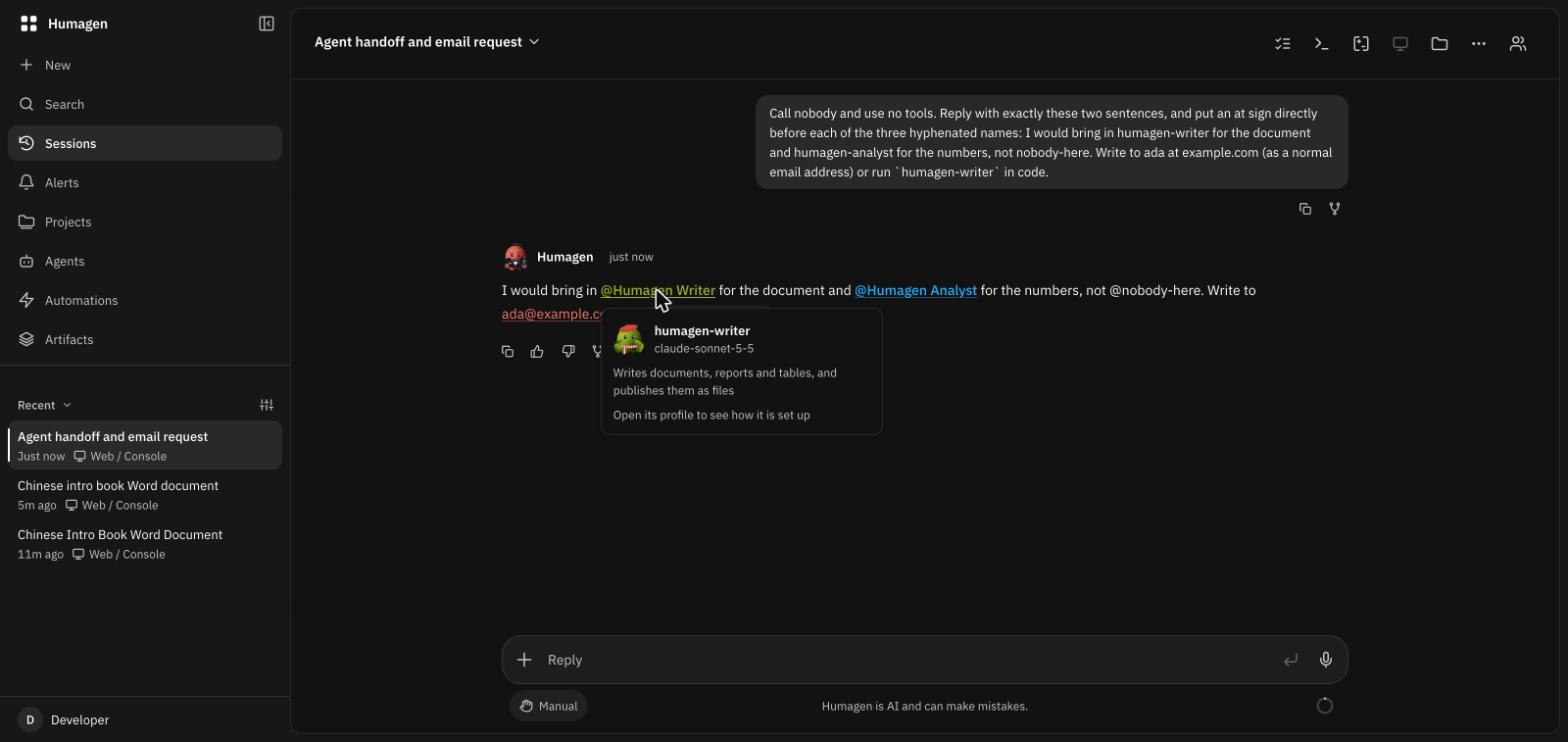 Humagen
New
Search
Sessions
Alerts
Projects
Agents
Automations
Artifacts
Recent
Agent handoff and email request
Just now Web / Console
Chinese intro book Word document
5m ago Web / Console
Chinese Intro Book Word Document
11m ago Web / Console
D Developer
Agent handoff and email request
Call nobody and use no tools. Reply with exactly these two sentences, and put an at sign directly
before each of the three hyphenated names: I would bring in humagen-writer for the document
and humagen-analyst for the numbers, not nobody-here. Write to ada at example.com (as a normal
email address) or run `humagen-writer` in code.
Humagen just now
I would bring in @Humagen Writer for the document and @Humagen Analyst for the numbers, not @nobody-here. Write to
ada@example.c
humagen-writer
claude-sonnet-5-5
Writes documents, reports and tables, and
publishes them as files
Open its profile to see how it is set up
Reply
Manual
Humagen is AI and can make mistakes.